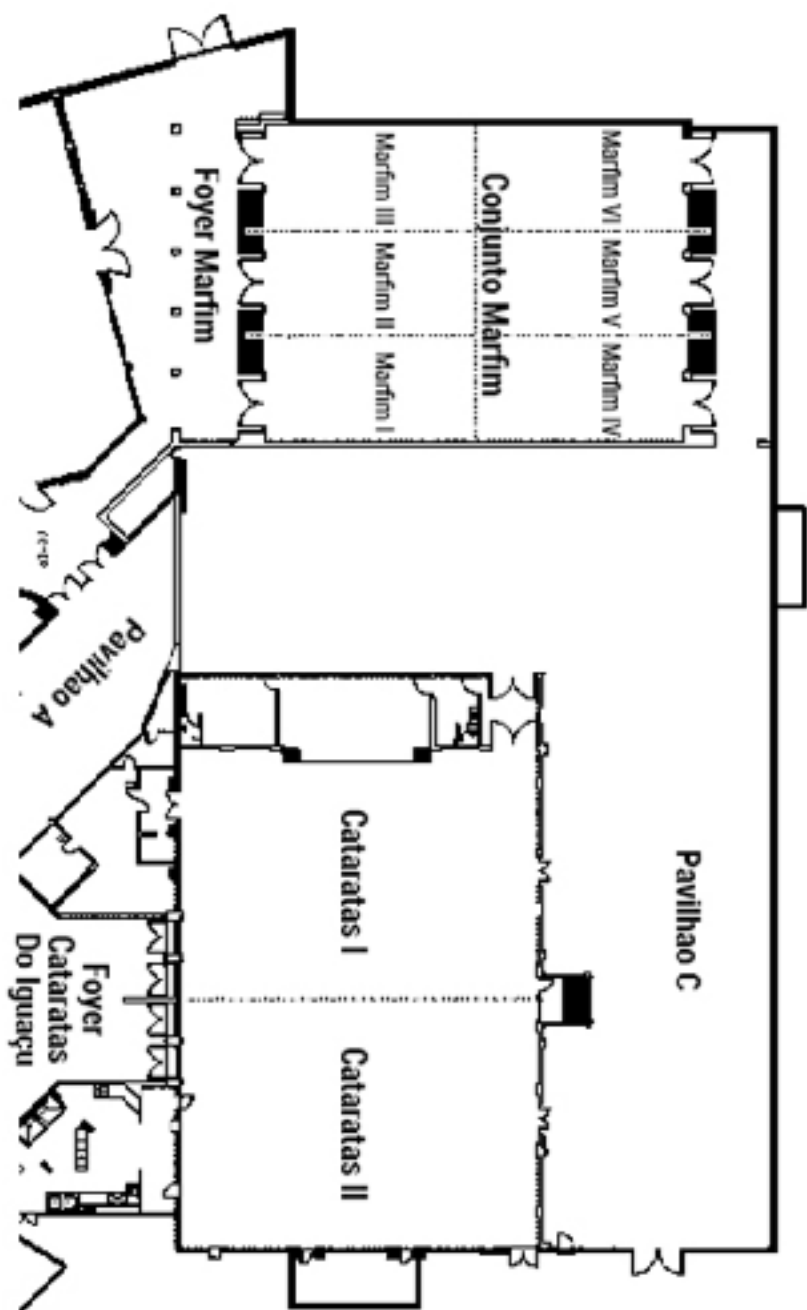 Foyer Marfim
Conjunto Marfim
Marfim III
Marfim II
Marfim I
Marfim VI
Marfim V
Marfim IV
Pavilhao A
Pavilhao C
Cataratas I
Cataratas II
Foyer
Cataratas
Do Iguaçu